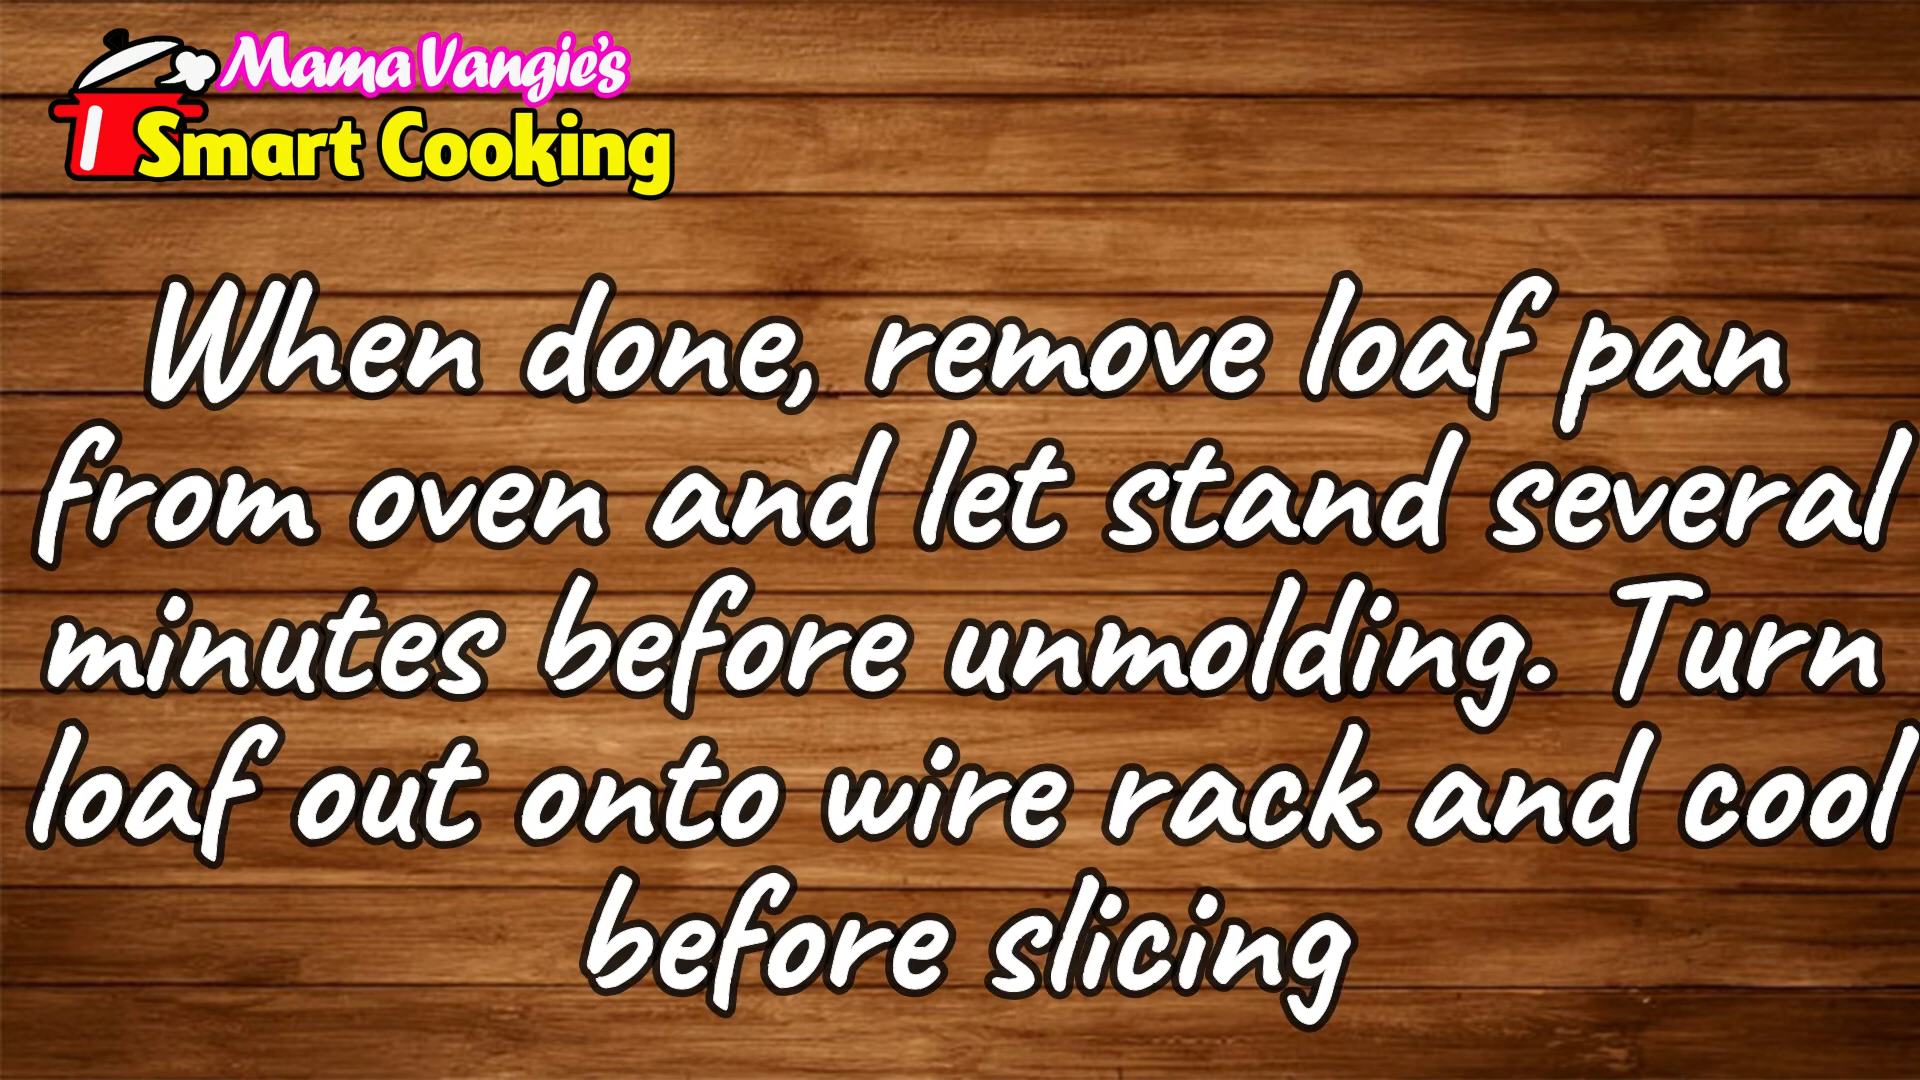 Mama Vangie's
Smart Cooking
When done, remove loaf pan
from oven and let stand several
minutes before unmolding. Turn
loaf out onto wire rack and cool
before slicing